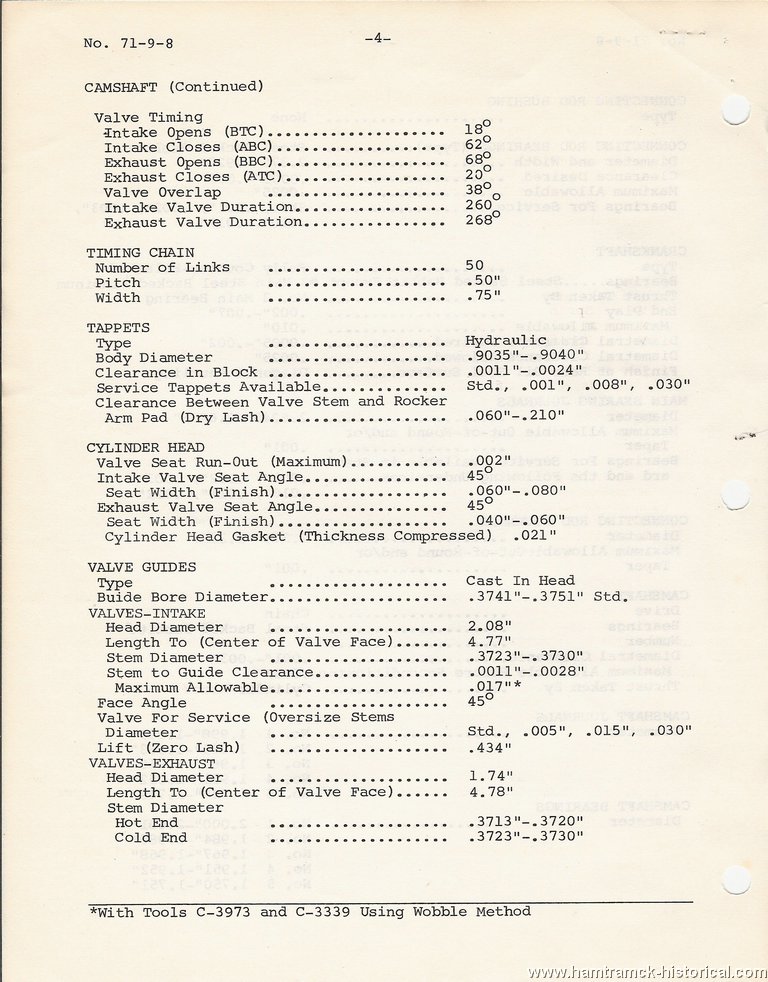 No. 71-9-8
-4-
CAMSHAFT (Continued)
Valve Timing
Intake Opens (BTC).................... 18°
Intake Closes (ABC)................... 62°
Exhaust Opens (BBC)................... 68°
Exhaust Closes (ATC).................. 20°
Valve Overlap .................... 38°
Intake Valve Duration................. 260°
Exhaust Valve Duration................ 268°
TIMING CHAIN
Number of Links .................... 50
Pitch .................... .50"
Width .................... .75"
TAPPETS
Type .................... Hydraulic
Body Diameter .................... .9035"-.9040"
Clearance in Block .................... .0011"-.0024"
Service Tappets Available.............. Std., .001", .008", .030"
Clearance Between Valve Stem and Rocker
Arm Pad (Dry Lash).................... .060"-.210"
CYLINDER HEAD
Valve Seat Run-Out (Maximum)........... .002"
Intake Valve Seat Angle................ 45°
Seat Width (Finish)................... .060"-.080"
Exhaust Valve Seat Angle............... 45°
Seat Width (Finish)................... .040"-.060"
Cylinder Head Gasket (Thickness Compressed) .021"
VALVE GUIDES
Type .................... Cast In Head
Buide Bore Diameter.................... .3741"-.3751" Std.
VALVES-INTAKE
Head Diameter .................... 2.08"
Length To (Center of Valve Face)...... 4.77"
Stem Diameter .................... .3723"-.3730"
Stem to Guide Clearance............... .0011"-.0028"
Maximum Allowable.................... .017"*
Face Angle .................... 45°
Valve For Service (Oversize Stems
Diameter .................... Std., .005", .015", .030"
Lift (Zero Lash) .................... .434"
VALVES-EXHAUST
Head Diameter .................... 1.74"
Length To (Center of Valve Face)...... 4.78"
Stem Diameter
Hot End .................... .3713"-.3720"
Cold End .................... .3723"-.3730"
*With Tools C-3973 and C-3339 Using Wobble Method
www.hamtramck-historical.com